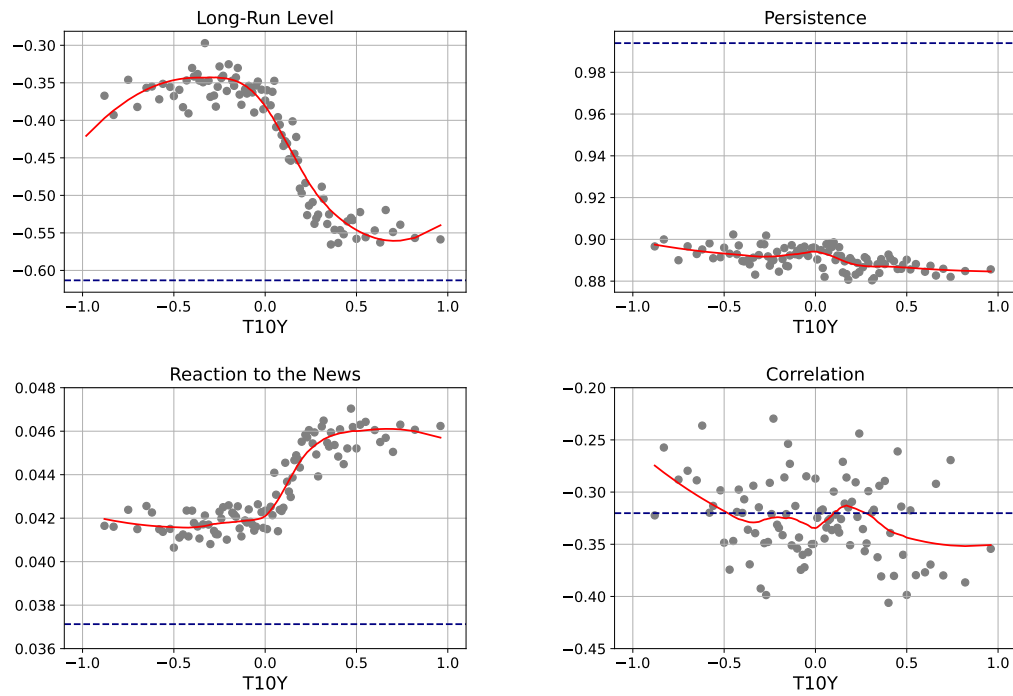 Long-Run Level
−0.30
−0.35
−0.40
−0.45
−0.50
−0.55
−0.60
−1.0 −0.5 0.0 0.5 1.0
T10Y
Persistence
0.98
0.96
0.94
0.92
0.90
0.88
−1.0 −0.5 0.0 0.5 1.0
T10Y
Reaction to the News
0.048
0.046
0.044
0.042
0.040
0.038
0.036
−1.0 −0.5 0.0 0.5 1.0
T10Y
Correlation
−0.20
−0.25
−0.30
−0.35
−0.40
−0.45
−1.0 −0.5 0.0 0.5 1.0
T10Y